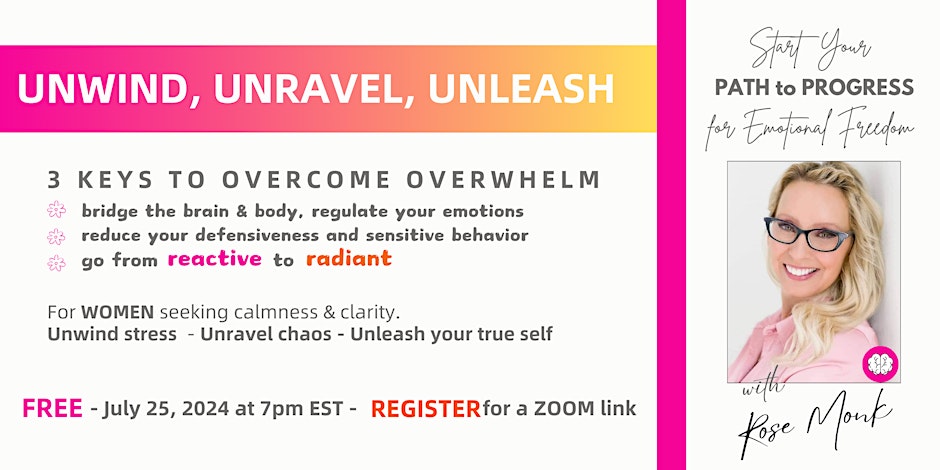 UNWIND, UNRAVEL, UNLEASH
3 KEYS TO OVERCOME OVERWHELM
bridge the brain & body, regulate your emotions
reduce your defensiveness and sensitive behavior
go from reactive to radiant
For WOMEN seeking calmness & clarity.
Unwind stress - Unravel chaos - Unleash your true self
FREE - July 25, 2024 at 7pm EST - REGISTER for a ZOOM link
Start Your
PATH to PROGRESS
for Emotional Freedom
with
Rose Monk